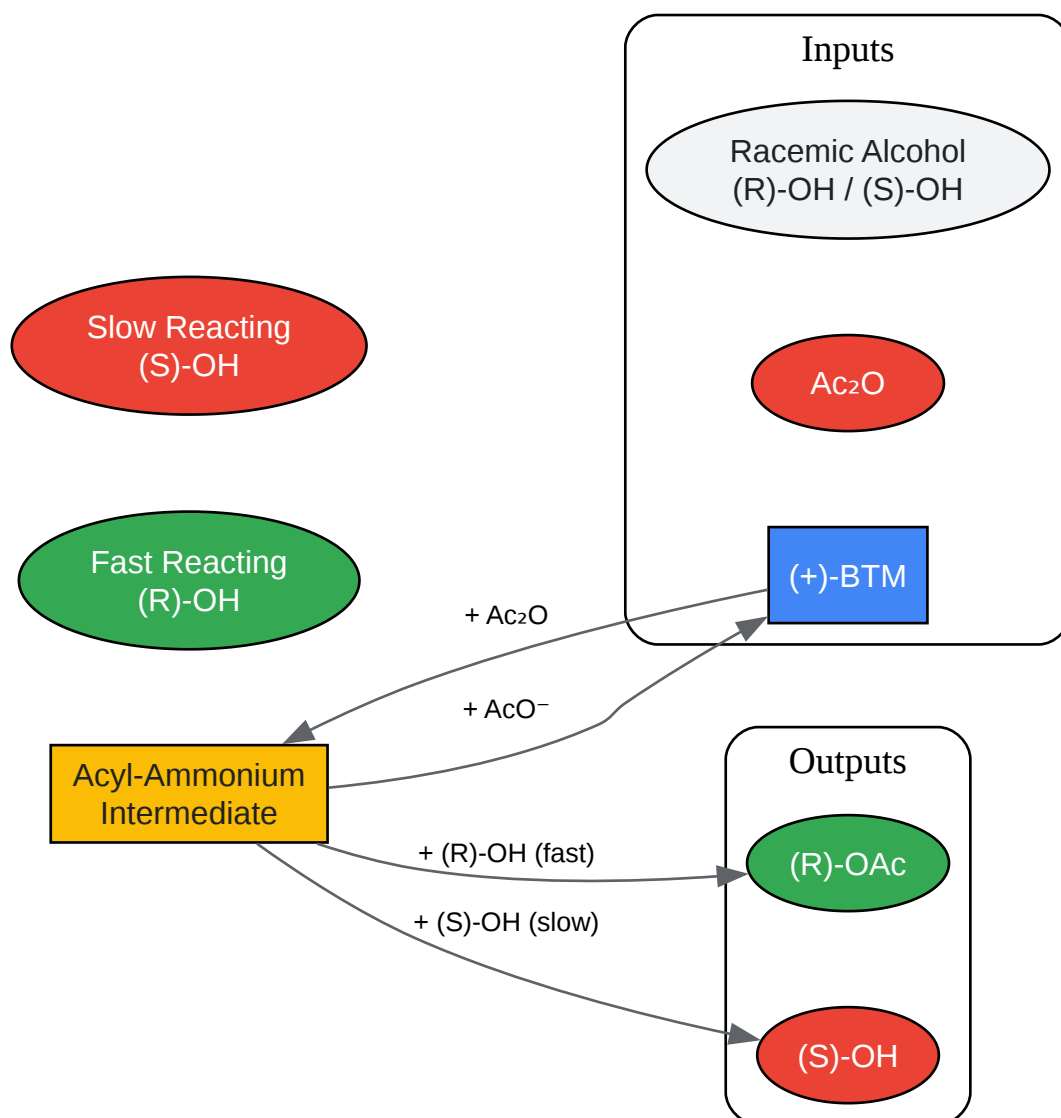 Inputs
Racemic Alcohol
(R)-OH / (S)-OH
Slow Reacting
(S)-OH
Ac₂O
Fast Reacting
(R)-OH
(+)-BTM
+ Ac₂O
+ AcO⁻
Acyl-Ammonium
Intermediate
Outputs
+ (R)-OH (fast)
(R)-OAc
+ (S)-OH (slow)
(S)-OH